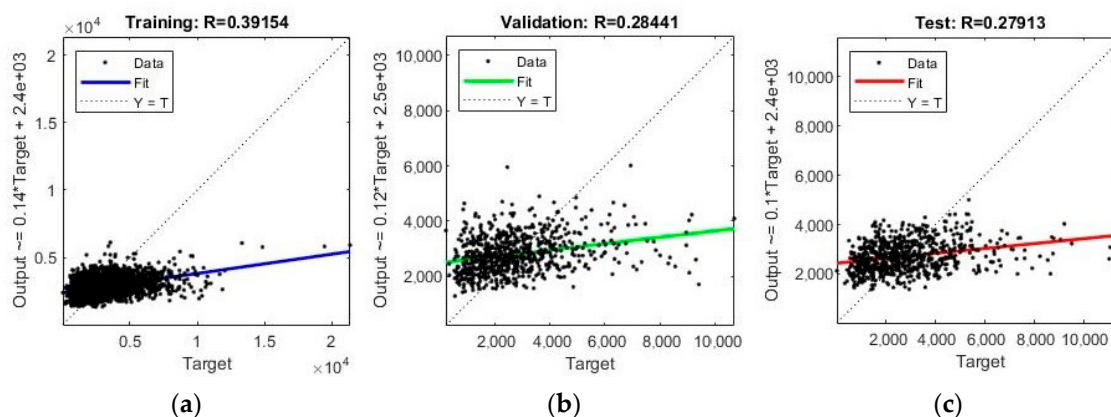 Training: R=0.39154
×10⁴
Output ~= 0.14*Target + 2.4e+03
2
1.5
1
0.5
Data
Fit
Y = T
0.5
1
1.5
2
Target
×10⁴
(a)
Validation: R=0.28441
Output ~= 0.12*Target + 2.5e+03
10,000
8,000
6,000
4,000
2,000
Data
Fit
Y = T
2,000 4,000 6,000 8,000 10,000
Target
(b)
Test: R=0.27913
Output ~= 0.1*Target + 2.4e+03
10,000
8,000
6,000
4,000
2,000
Data
Fit
Y = T
2,000 4,000 6,000 8,000 10,000
Target
(c)